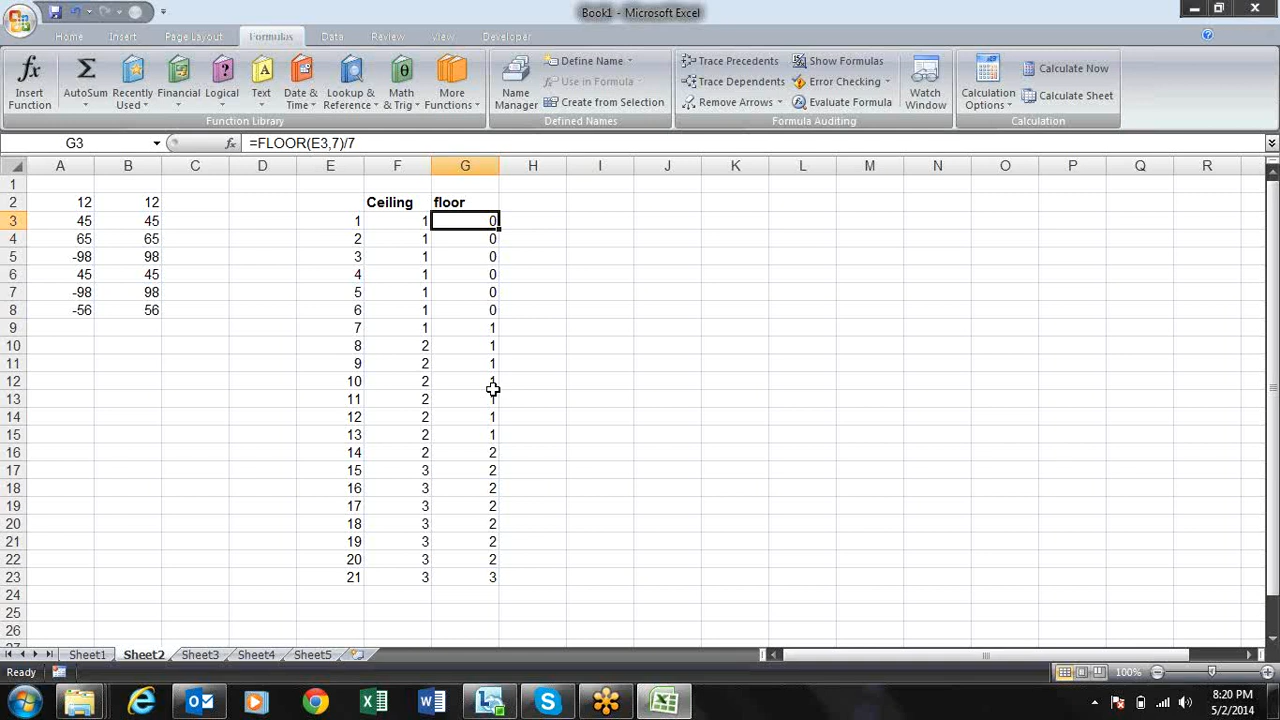 Book1 - Microsoft Excel
Home Insert Page Layout Formulas Data Review View Developer
Insert Function
AutoSum
Recently Used
Financial
Logical
Text
Date & Time
Lookup & Reference
Math & Trig
More Functions
Function Library
Name Manager
Define Name
Use in Formula
Create from Selection
Defined Names
Trace Precedents
Trace Dependents
Remove Arrows
Show Formulas
Error Checking
Evaluate Formula
Formula Auditing
Watch Window
Calculation Options
Calculate Now
Calculate Sheet
Calculation
G3 fx =FLOOR(E3,7)/7
A B C D E F G H I J K L M N O P Q R
1
2 12 12 Ceiling floor
3 45 45 1 1 0
4 65 65 2 1 0
5 -98 98 3 1 0
6 45 45 4 1 0
7 -98 98 5 1 0
8 -56 56 6 1 0
9 7 1 1
10 8 2 1
11 9 2 1
12 10 2 1
13 11 2 1
14 12 2 1
15 13 2 1
16 14 2 2
17 15 3 2
18 16 3 2
19 17 3 2
20 18 3 2
21 19 3 2
22 20 3 2
23 21 3 3
24
25
26
27
Sheet1 Sheet2 Sheet3 Sheet4 Sheet5
Ready 100%
8:20 PM
5/2/2014